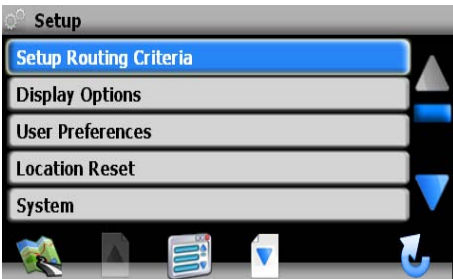 Setup
Setup Routing Criteria
Display Options
User Preferences
Location Reset
System